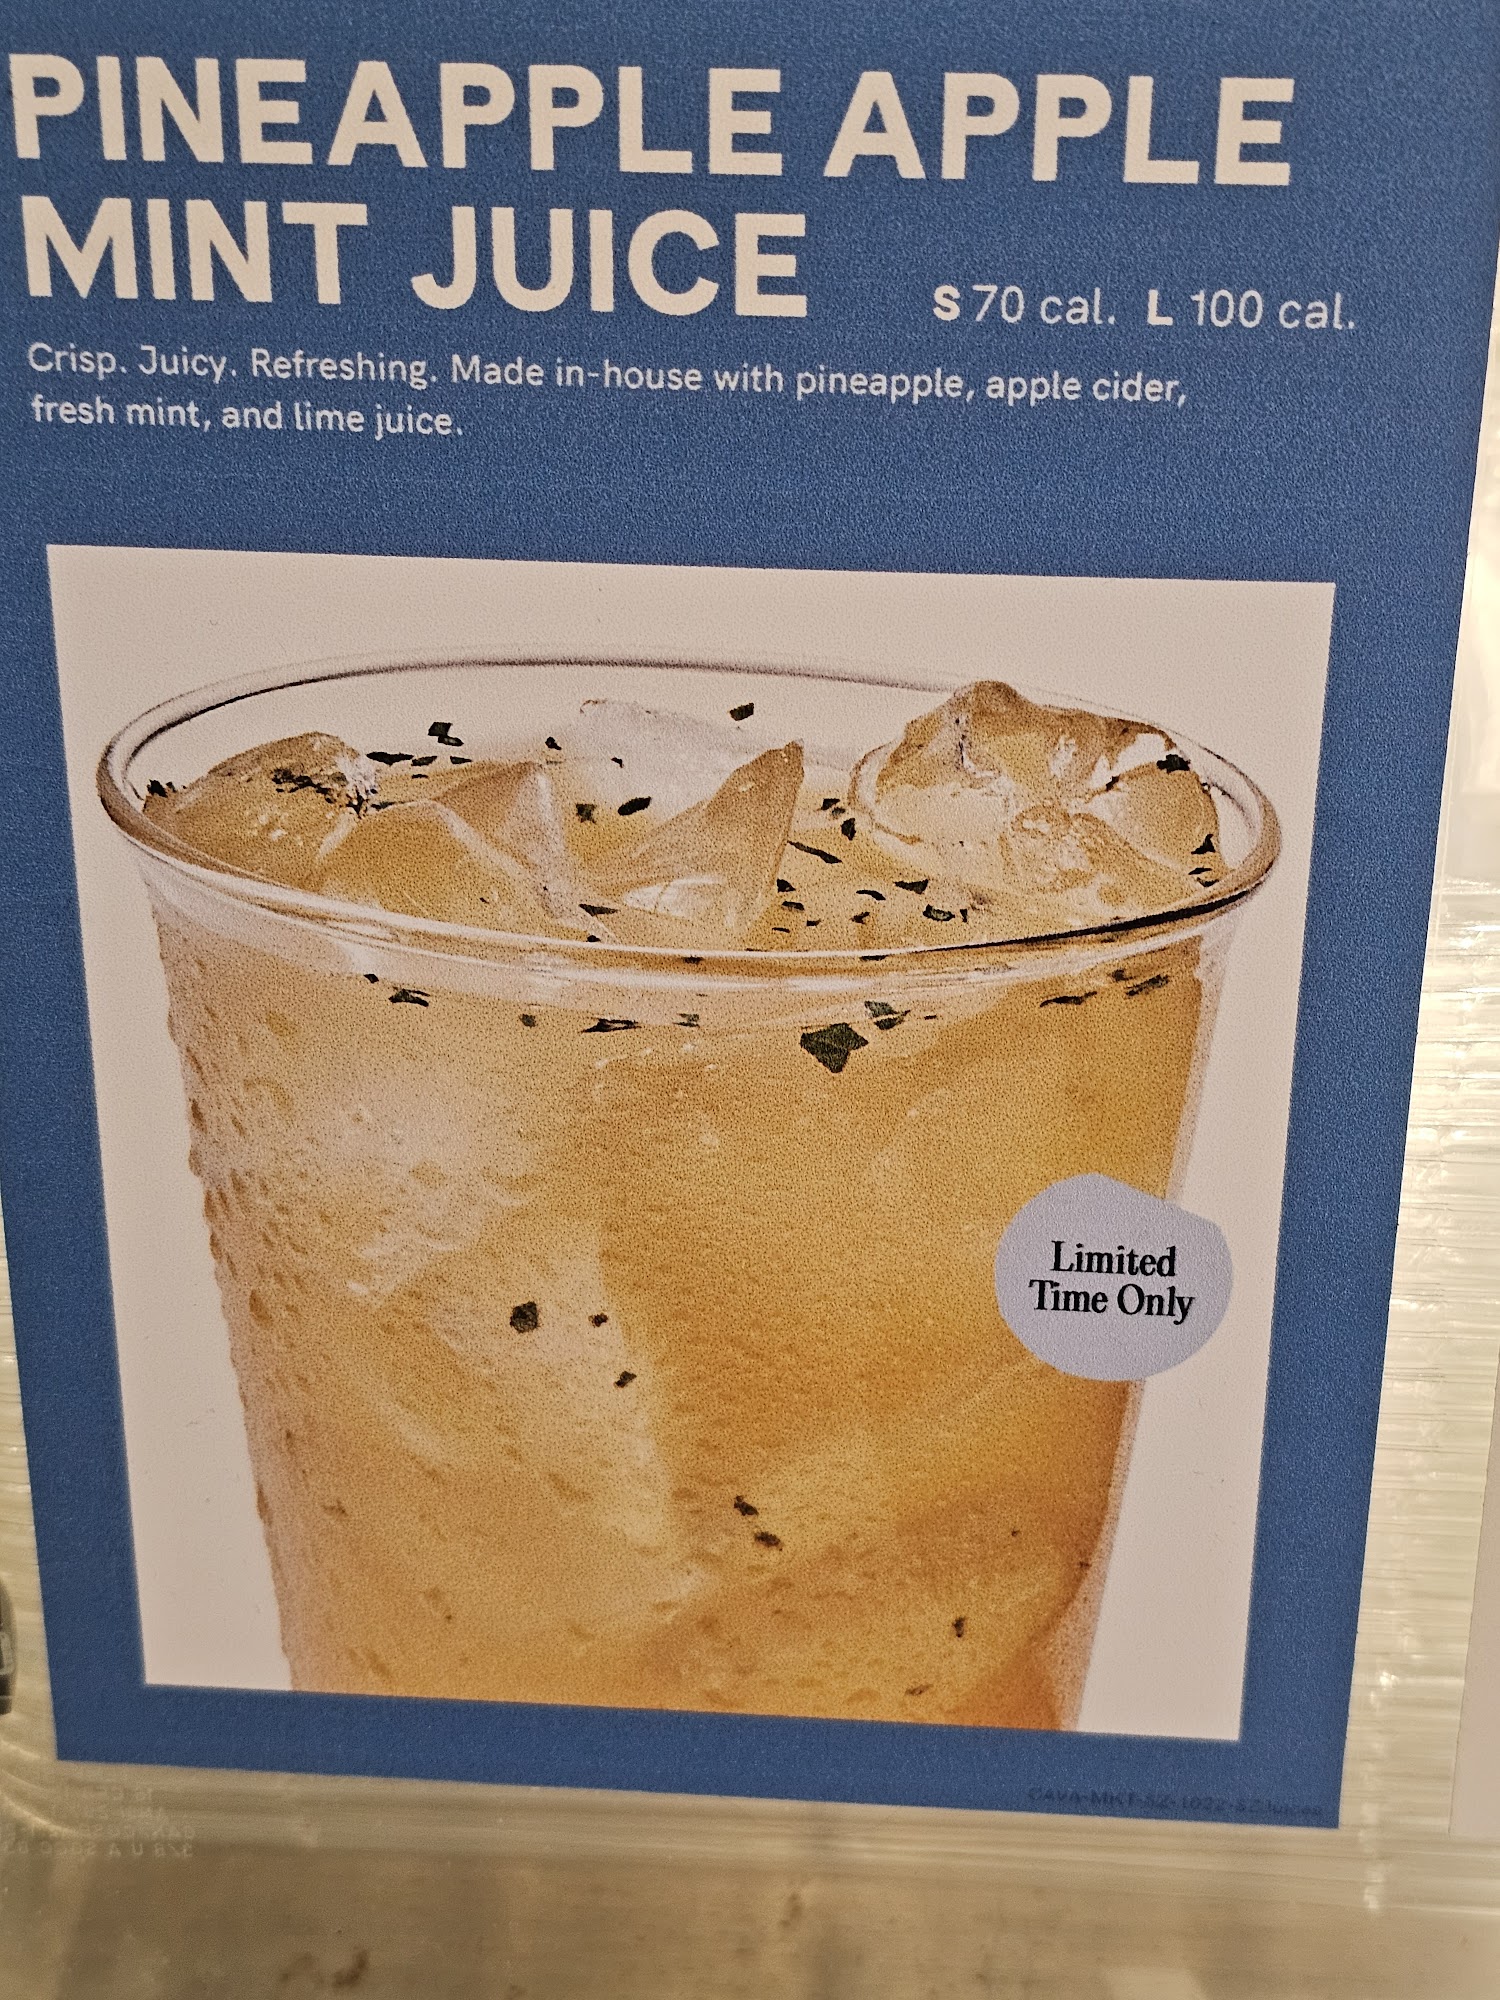 PINEAPPLE APPLE
MINT JUICE
S 70 cal. L 100 cal.
Crisp. Juicy. Refreshing. Made in-house with pineapple, apple cider,
fresh mint, and lime juice.
Limited
Time Only